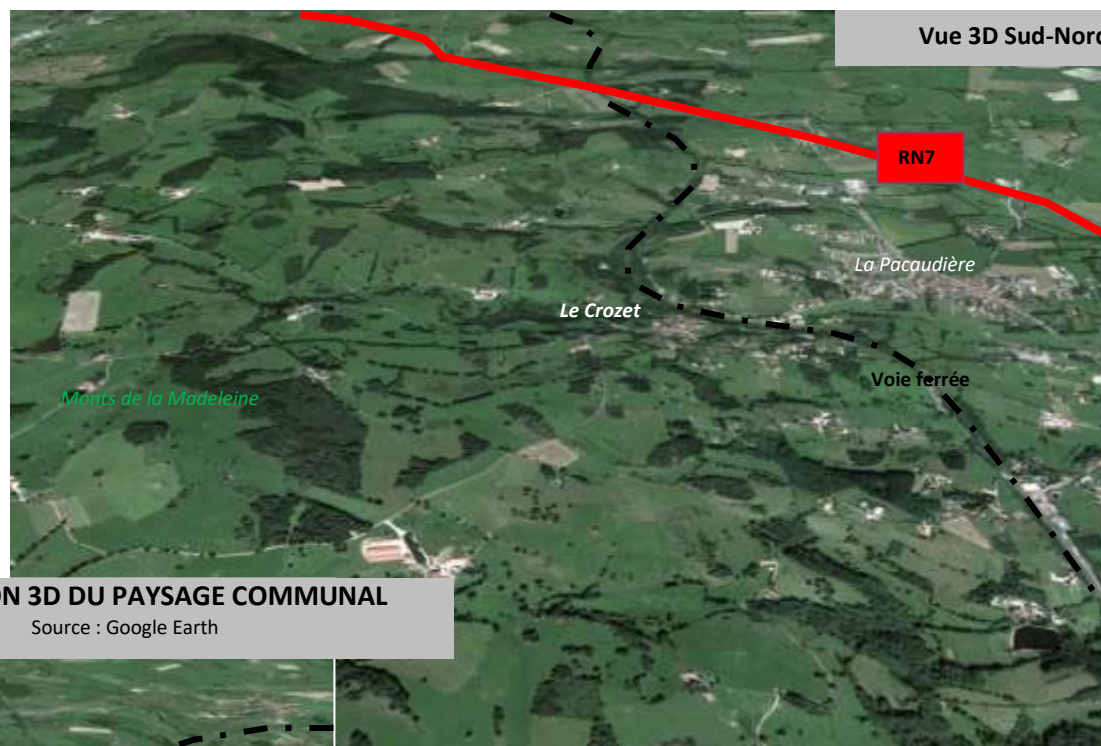 Vue 3D Sud-Nord
RN7
La Pacaudière
Le Crozet
Voie ferrée
Monts de la Madeleine
ON 3D DU PAYSAGE COMMUNAL
Source : Google Earth